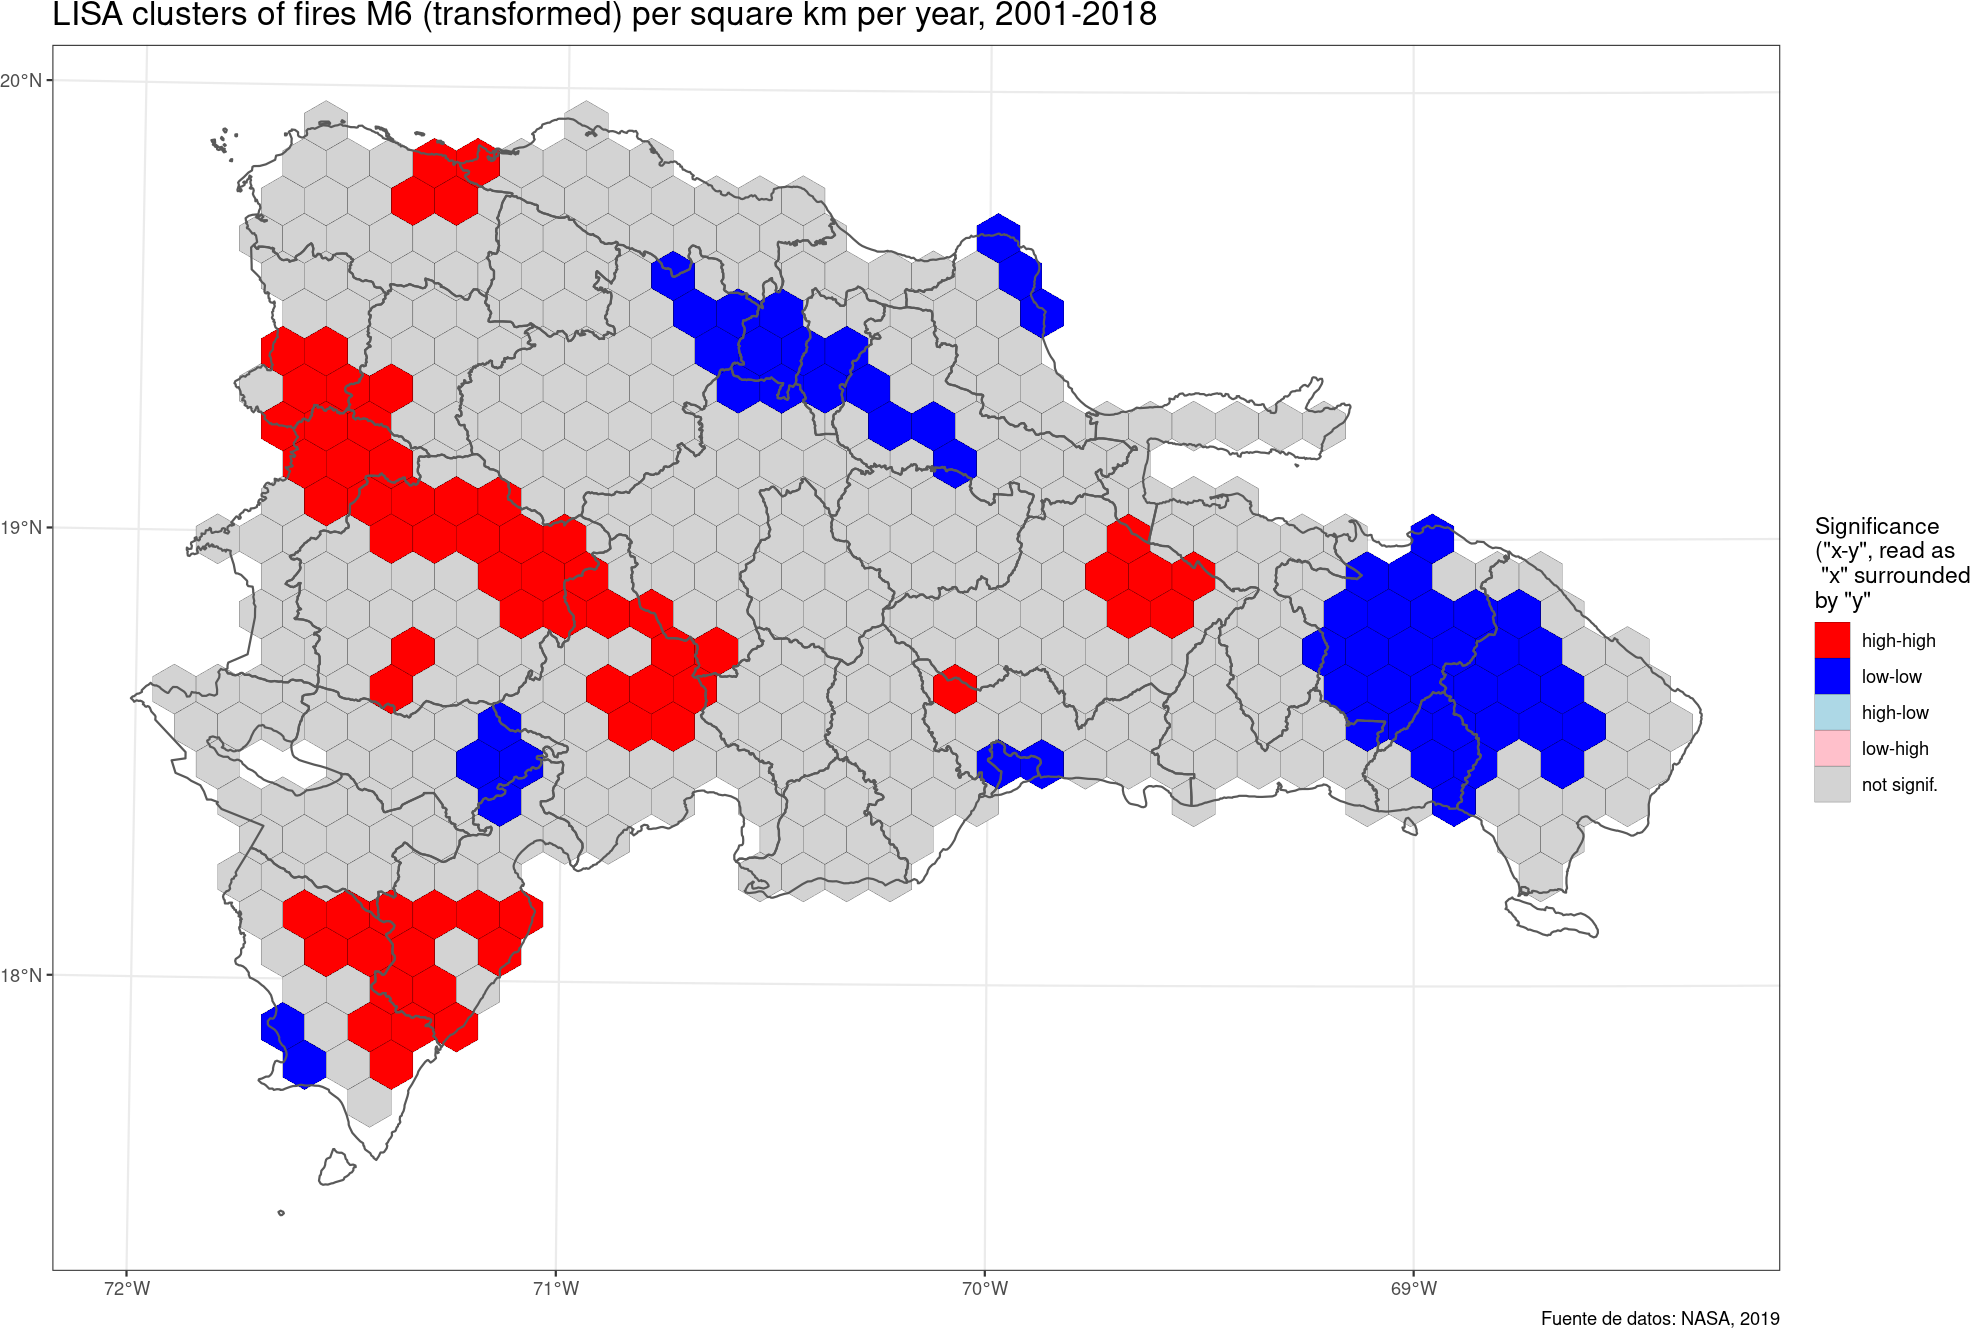 LISA clusters of fires M6 (transformed) per square km per year, 2001-2018
20°N
19°N
18°N
72°W
71°W
70°W
69°W
Significance
("x-y", read as
"x" surrounded
by "y"
high-high
low-low
high-low
low-high
not signif.
Fuente de datos: NASA, 2019